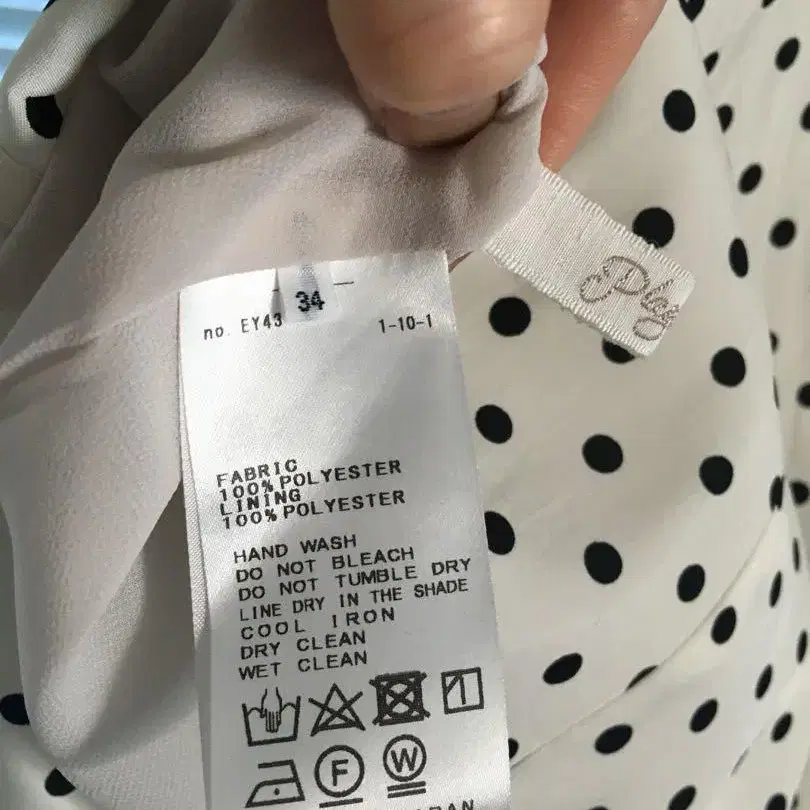 Play
34
no. EY43 1-10-1
FABRIC
100% POLYESTER
LINING
100% POLYESTER
HAND WASH
DO NOT BLEACH
DO NOT TUMBLE DRY
LINE DRY IN THE SHADE
COOL IRON
DRY CLEAN
WET CLEAN
F W